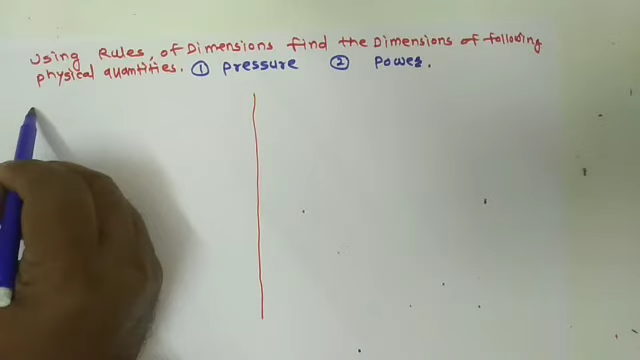 Using Rules of Dimensions find the Dimensions of following
physical quantities. ① pressure ② power.